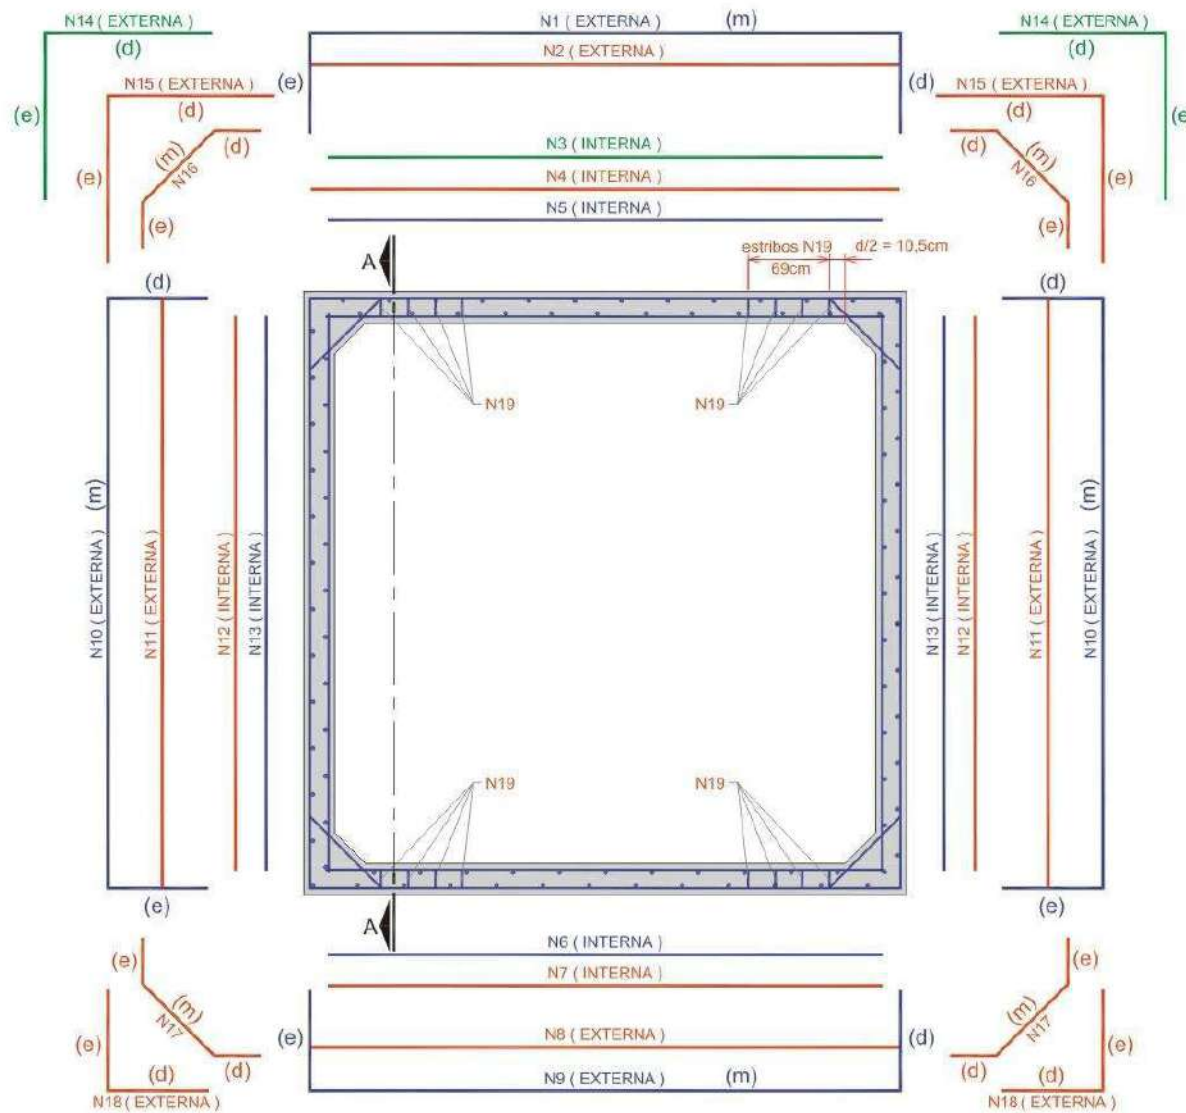 N14 ( EXTERNA )
(d)
(e)
N1 ( EXTERNA ) (m)
N2 ( EXTERNA )
(e)
(d)
N14 ( EXTERNA )
(d)
(e)
N15 ( EXTERNA )
(d)
(m)
N16
(d)
(e)
(e)
N15 ( EXTERNA )
(d)
(d)
(m)
N16
(e)
(e)
N3 ( INTERNA )
N4 ( INTERNA )
N5 ( INTERNA )
A
estribos N19
69cm
d/2 = 10,5cm
(d)
(d)
N19
N19
N10 ( EXTERNA ) (m)
N11 ( EXTERNA )
N12 ( INTERNA )
N13 ( INTERNA )
N13 ( INTERNA )
N12 ( INTERNA )
N11 ( EXTERNA )
N10 ( EXTERNA ) (m)
N19
N19
(e)
(e)
A
N6 ( INTERNA )
N7 ( INTERNA )
N8 ( EXTERNA )
N9 ( EXTERNA ) (m)
(e)
(d)
(e)
(m)
N17
(d)
(e)
(d)
N18 ( EXTERNA )
(e)
(m)
N17
(d)
(e)
(d)
N18 ( EXTERNA )